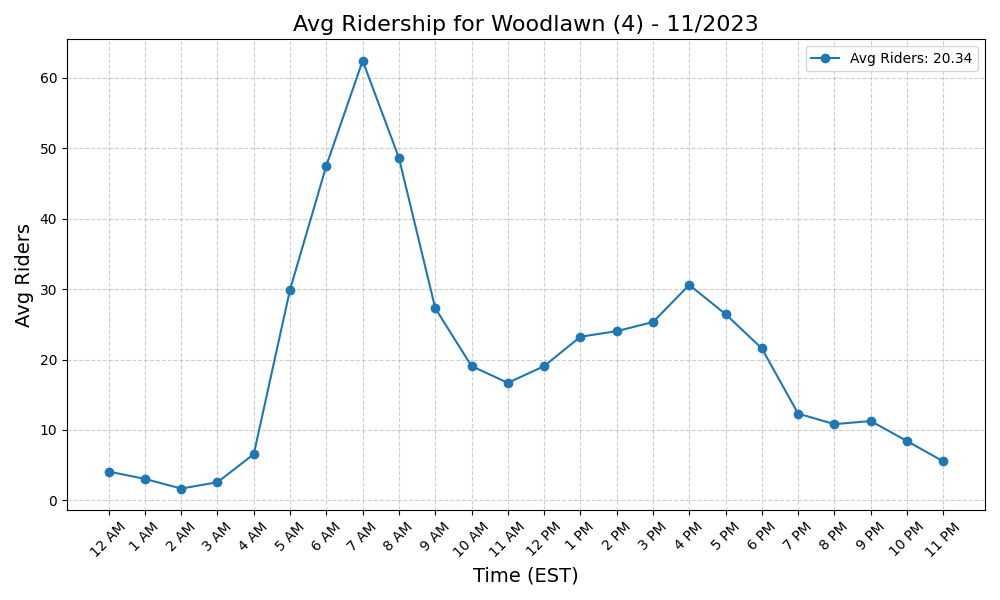 Avg Ridership for Woodlawn (4) - 11/2023
Avg Riders: 20.34
Avg Riders
60
50
40
30
20
10
0
12 AM
1 AM
2 AM
3 AM
4 AM
5 AM
6 AM
7 AM
8 AM
9 AM
10 AM
11 AM
12 PM
1 PM
2 PM
3 PM
4 PM
5 PM
6 PM
7 PM
8 PM
9 PM
10 PM
11 PM
Time (EST)